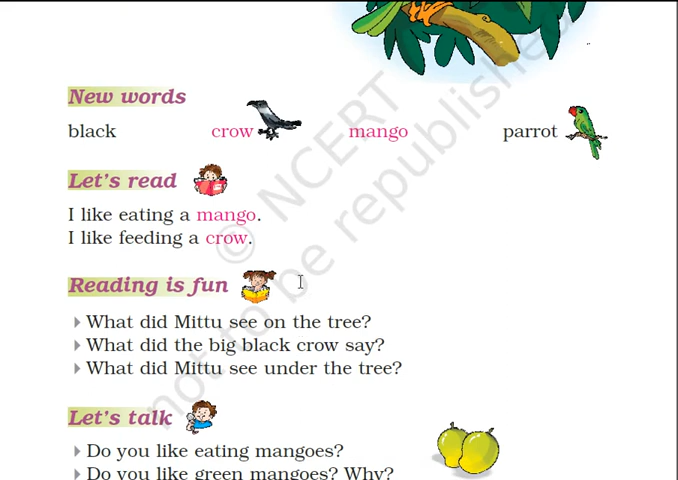 New words
black crow mango parrot
Let's read
I like eating a mango.
I like feeding a crow.
Reading is fun
What did Mittu see on the tree?
What did the big black crow say?
What did Mittu see under the tree?
Let's talk
Do you like eating mangoes?
Do you like green mangoes? Why?
© NCERT
not to be republished